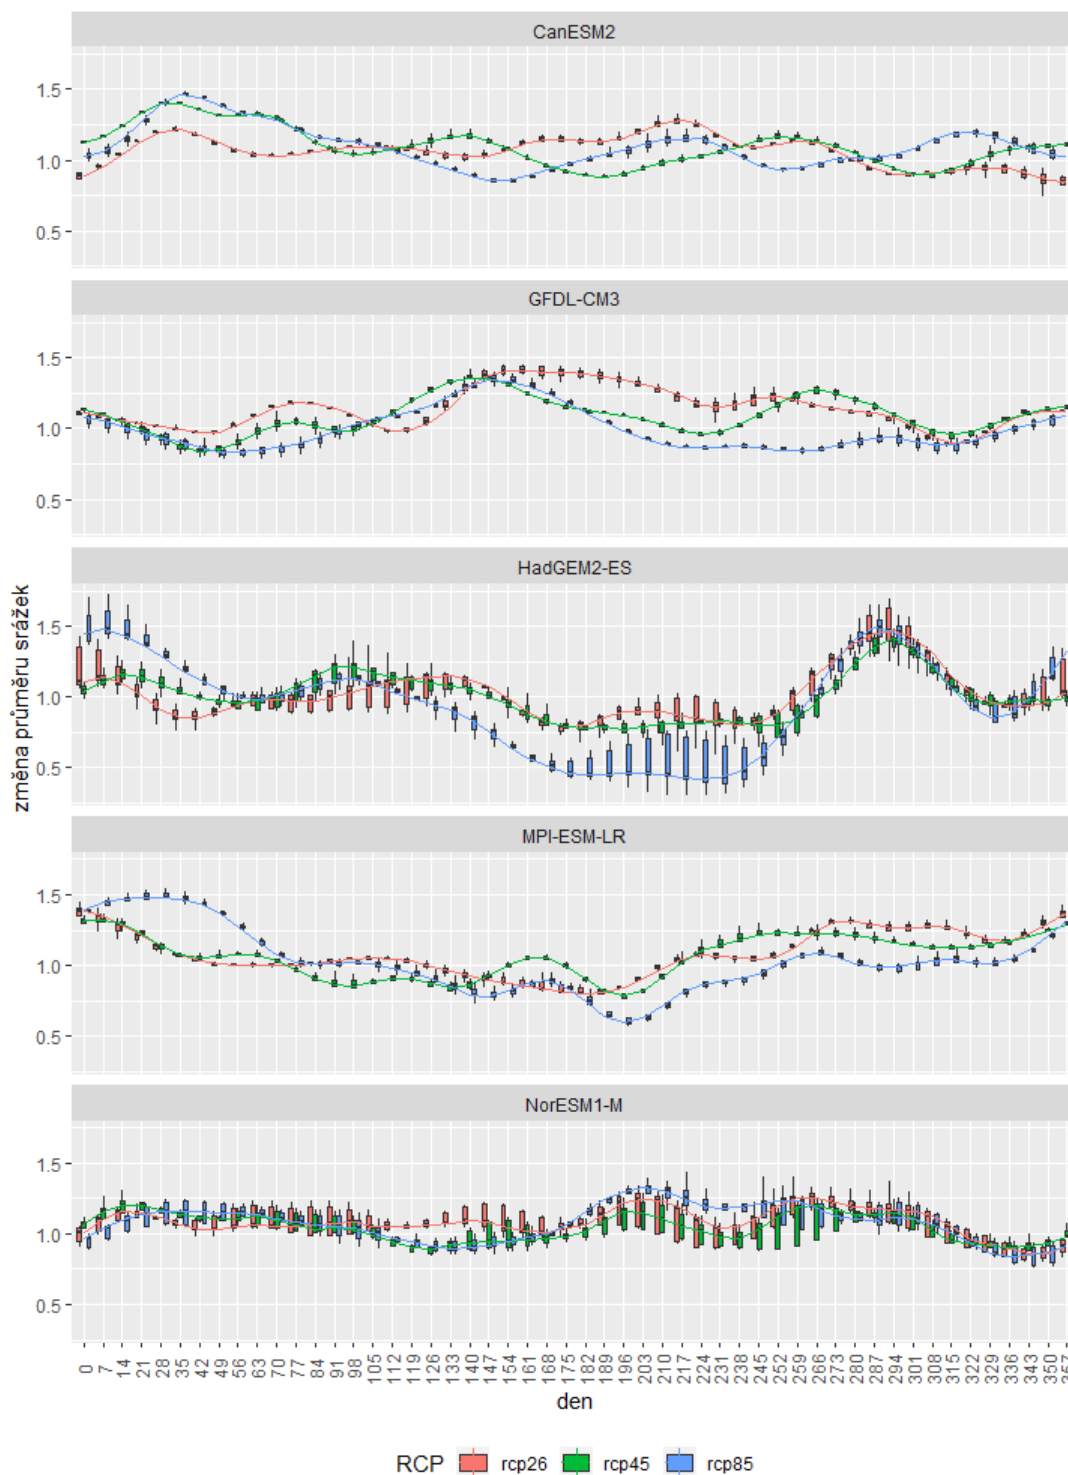 CanESM2
1.5
1.0
0.5
GFDL-CM3
1.5
1.0
0.5
HadGEM2-ES
1.5
1.0
0.5
změna průměru srážek
MPI-ESM-LR
1.5
1.0
0.5
NorESM1-M
1.5
1.0
0.5
0 7 14 21 28 35 42 49 56 63 70 77 84 91 98 105 112 119 126 133 140 147 154 161 168 175 182 189 196 203 210 217 224 231 238 245 252 259 266 273 280 287 294 301 308 315 322 329 336 343 350 357
den
RCP rcp26 rcp45 rcp85